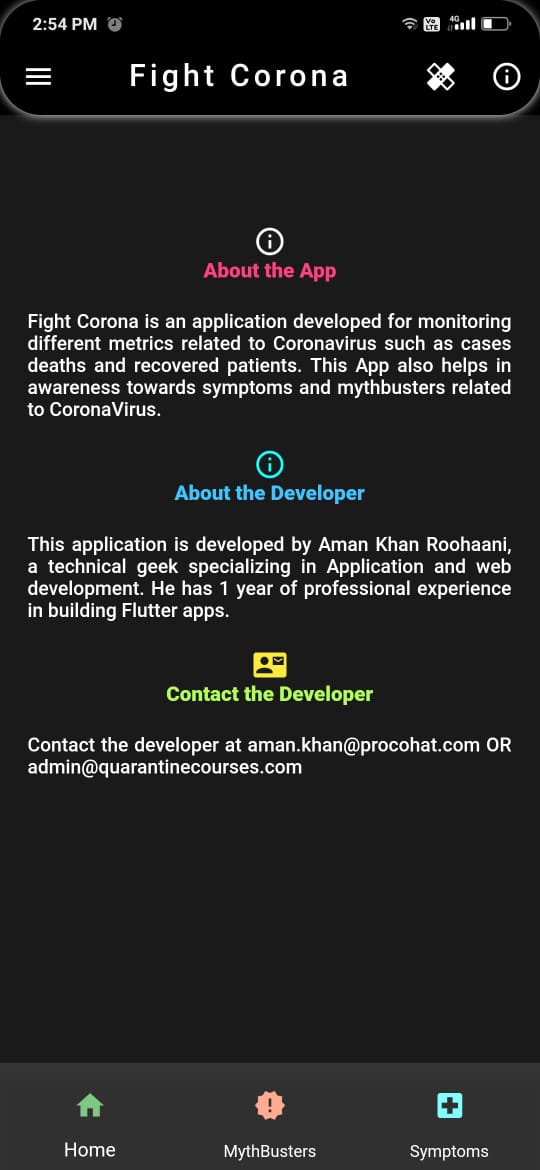 2:54 PM
Vo LTE 4G
Fight Corona
About the App
Fight Corona is an application developed for monitoring
different metrics related to Coronavirus such as cases
deaths and recovered patients. This App also helps in
awareness towards symptoms and mythbusters related
to CoronaVirus.
About the Developer
This application is developed by Aman Khan Roohaani,
a technical geek specializing in Application and web
development. He has 1 year of professional experience
in building Flutter apps.
Contact the Developer
Contact the developer at aman.khan@procohat.com OR
admin@quarantinecourses.com
Home
MythBusters
Symptoms